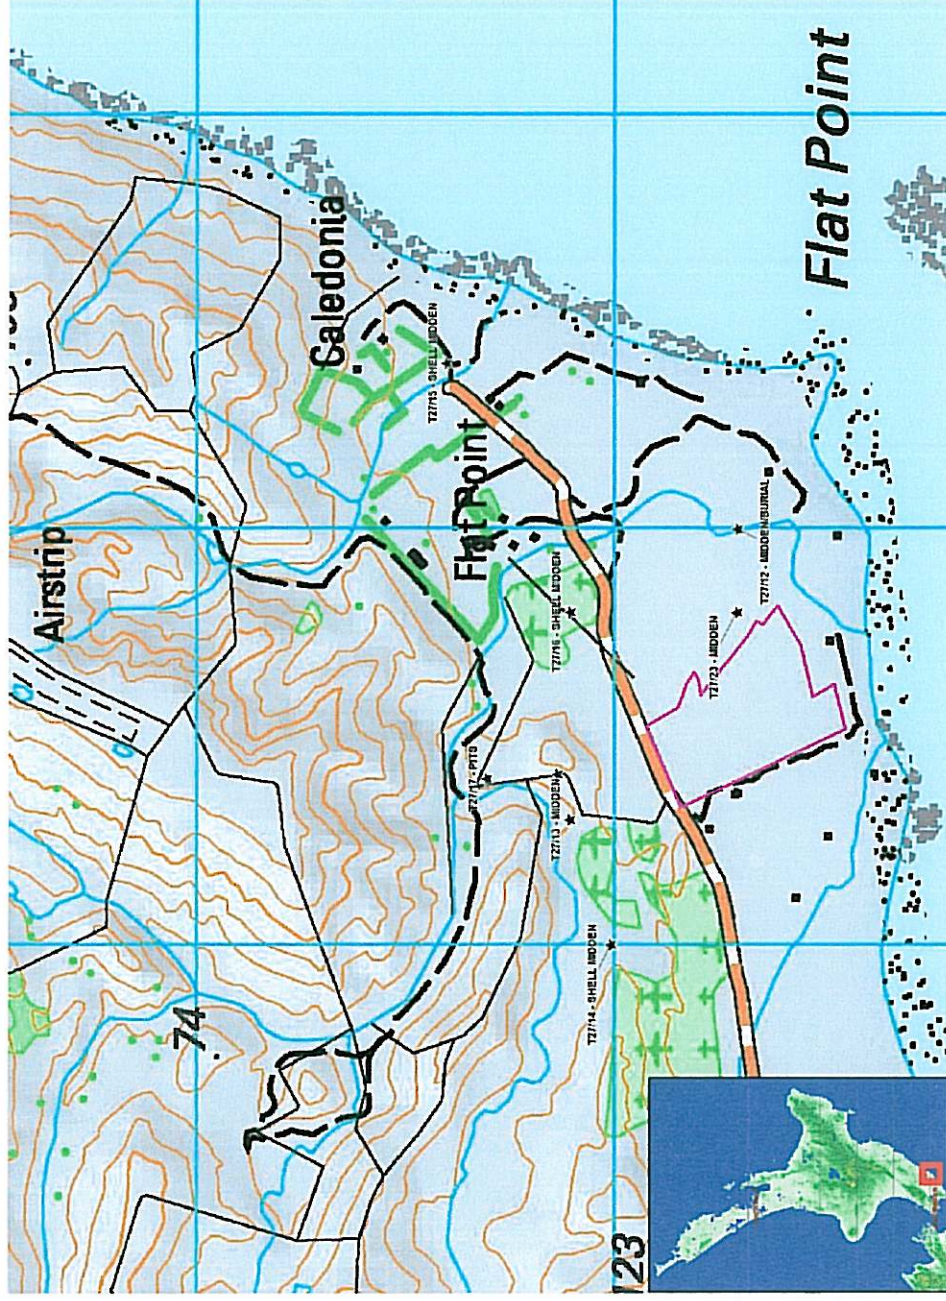 Airstrip
Caledonia
T27/15 - SHELL MIDDEN
Flat Point
Flat Point
T27/16 - SHELL MIDDEN
T27/17 - PITS
T27/13 - MIDDEN
T27/14 - SHELL MIDDEN
T27/23 - MIDDEN
T27/12 - MIDDEN/BURIAL
74
123